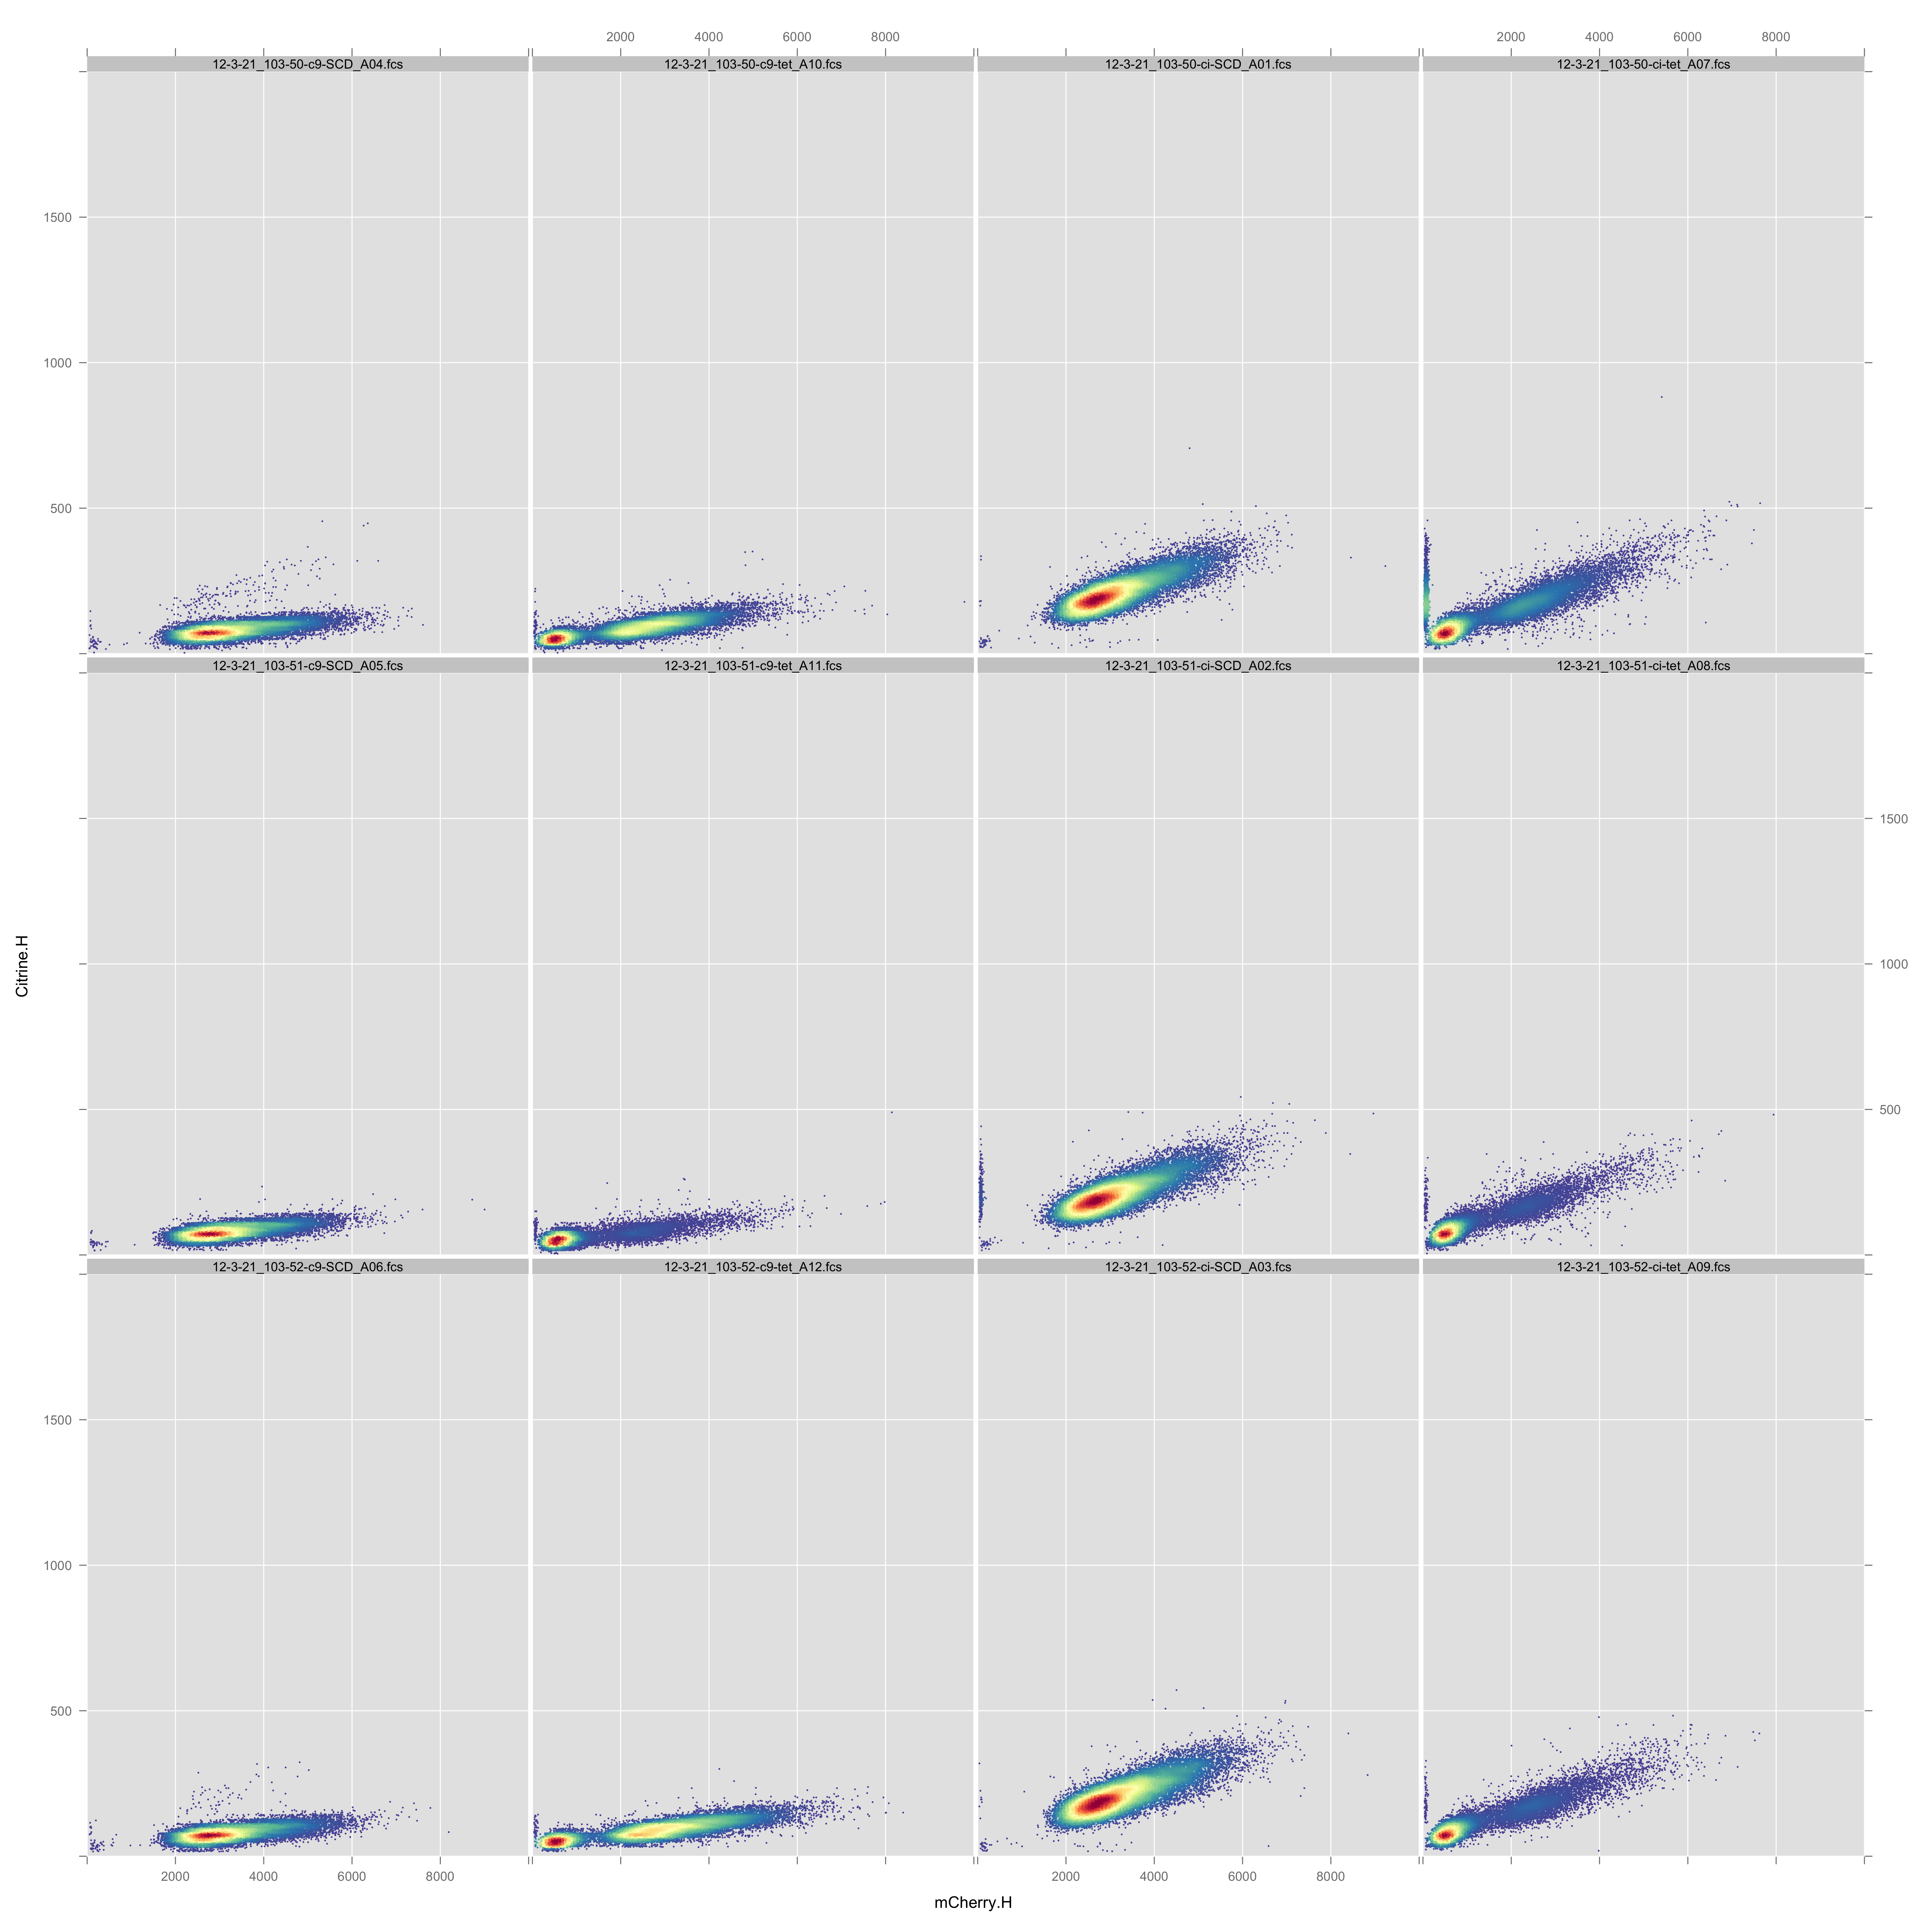 2000 4000 6000 8000 2000 4000 6000 8000
12-3-21_103-50-c9-SCD_A04.fcs 12-3-21_103-50-c9-tet_A10.fcs 12-3-21_103-50-ci-SCD_A01.fcs 12-3-21_103-50-ci-tet_A07.fcs
1500
1000
500
12-3-21_103-51-c9-SCD_A05.fcs 12-3-21_103-51-c9-tet_A11.fcs 12-3-21_103-51-ci-SCD_A02.fcs 12-3-21_103-51-ci-tet_A08.fcs
1500
Citrine.H
1000
500
12-3-21_103-52-c9-SCD_A06.fcs 12-3-21_103-52-c9-tet_A12.fcs 12-3-21_103-52-ci-SCD_A03.fcs 12-3-21_103-52-ci-tet_A09.fcs
1500
1000
500
2000 4000 6000 8000 2000 4000 6000 8000
mCherry.H